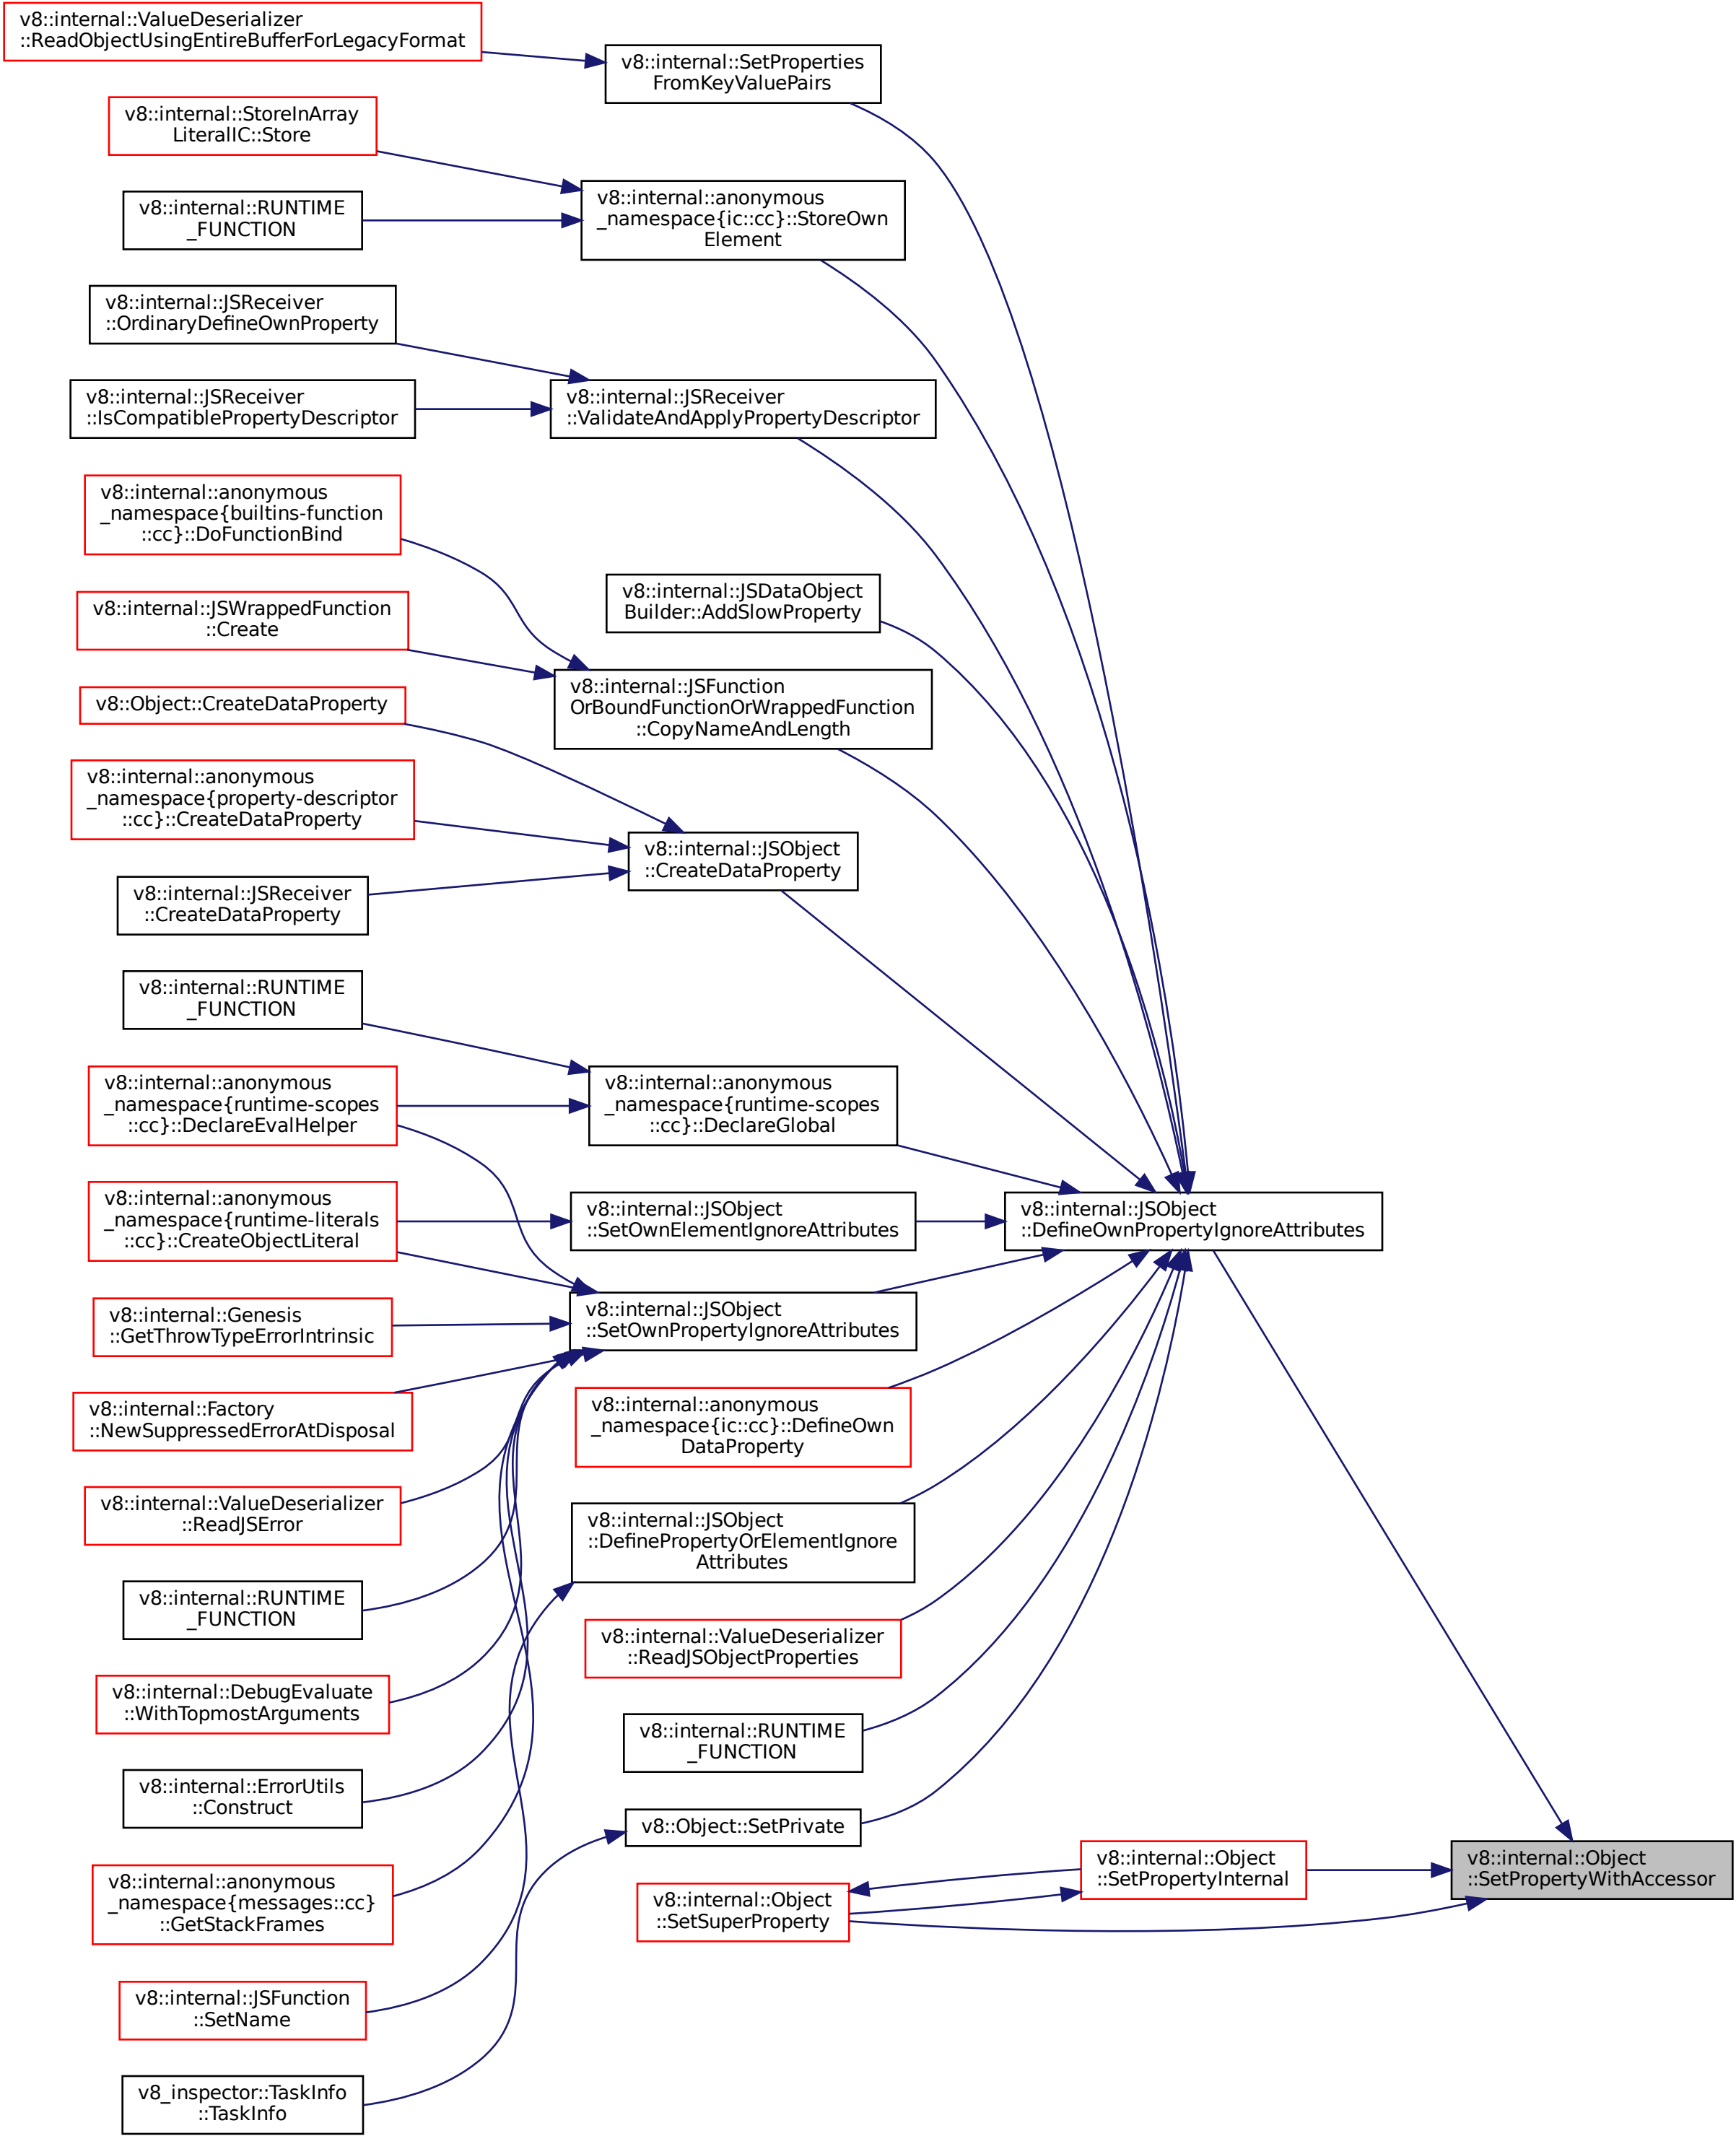 v8::internal::ValueDeserializer
::ReadObjectUsingEntireBufferForLegacyFormat
v8::internal::SetProperties
FromKeyValuePairs
v8::internal::StoreInArray
LiteralIC::Store
v8::internal::RUNTIME
_FUNCTION
v8::internal::anonymous
_namespace{ic::cc}::StoreOwn
Element
v8::internal::JSReceiver
::OrdinaryDefineOwnProperty
v8::internal::JSReceiver
::IsCompatiblePropertyDescriptor
v8::internal::JSReceiver
::ValidateAndApplyPropertyDescriptor
v8::internal::anonymous
_namespace{builtins-function
::cc}::DoFunctionBind
v8::internal::JSDataObject
Builder::AddSlowProperty
v8::internal::JSWrappedFunction
::Create
v8::internal::JSFunction
OrBoundFunctionOrWrappedFunction
::CopyNameAndLength
v8::Object::CreateDataProperty
v8::internal::anonymous
_namespace{property-descriptor
::cc}::CreateDataProperty
v8::internal::JSObject
::CreateDataProperty
v8::internal::JSReceiver
::CreateDataProperty
v8::internal::RUNTIME
_FUNCTION
v8::internal::anonymous
_namespace{runtime-scopes
::cc}::DeclareEvalHelper
v8::internal::anonymous
_namespace{runtime-scopes
::cc}::DeclareGlobal
v8::internal::anonymous
_namespace{runtime-literals
::cc}::CreateObjectLiteral
v8::internal::JSObject
::SetOwnElementIgnoreAttributes
v8::internal::JSObject
::DefineOwnPropertyIgnoreAttributes
v8::internal::Genesis
::GetThrowTypeErrorIntrinsic
v8::internal::JSObject
::SetOwnPropertyIgnoreAttributes
v8::internal::Factory
::NewSuppressedErrorAtDisposal
v8::internal::anonymous
_namespace{ic::cc}::DefineOwn
DataProperty
v8::internal::ValueDeserializer
::ReadJSError
v8::internal::JSObject
::DefinePropertyOrElementIgnore
Attributes
v8::internal::RUNTIME
_FUNCTION
v8::internal::ValueDeserializer
::ReadJSObjectProperties
v8::internal::DebugEvaluate
::WithTopmostArguments
v8::internal::RUNTIME
_FUNCTION
v8::internal::ErrorUtils
::Construct
v8::Object::SetPrivate
v8::internal::anonymous
_namespace{messages::cc}
::GetStackFrames
v8::internal::Object
::SetSuperProperty
v8::internal::Object
::SetPropertyInternal
v8::internal::Object
::SetPropertyWithAccessor
v8::internal::JSFunction
::SetName
v8_inspector::TaskInfo
::TaskInfo